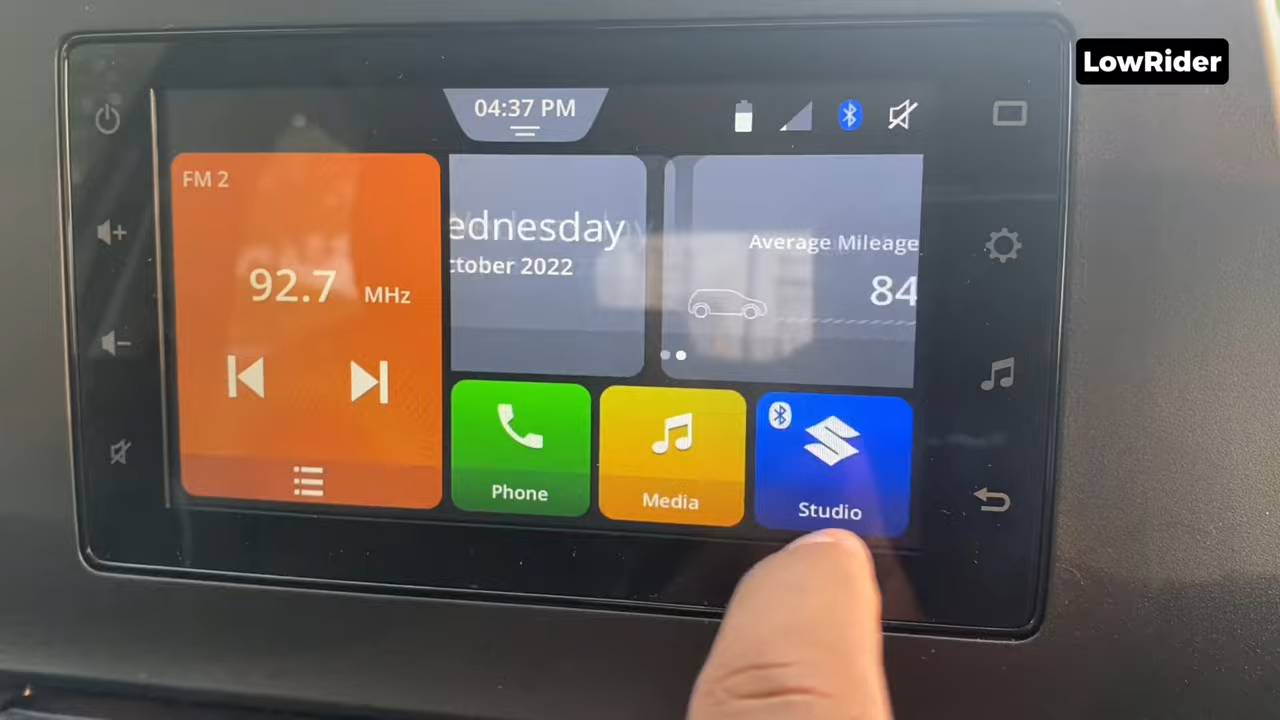 LowRider
04:37 PM
FM 2
92.7 MHz
ednesday
ctober 2022
Average Mileage
84
Phone
Media
Studio